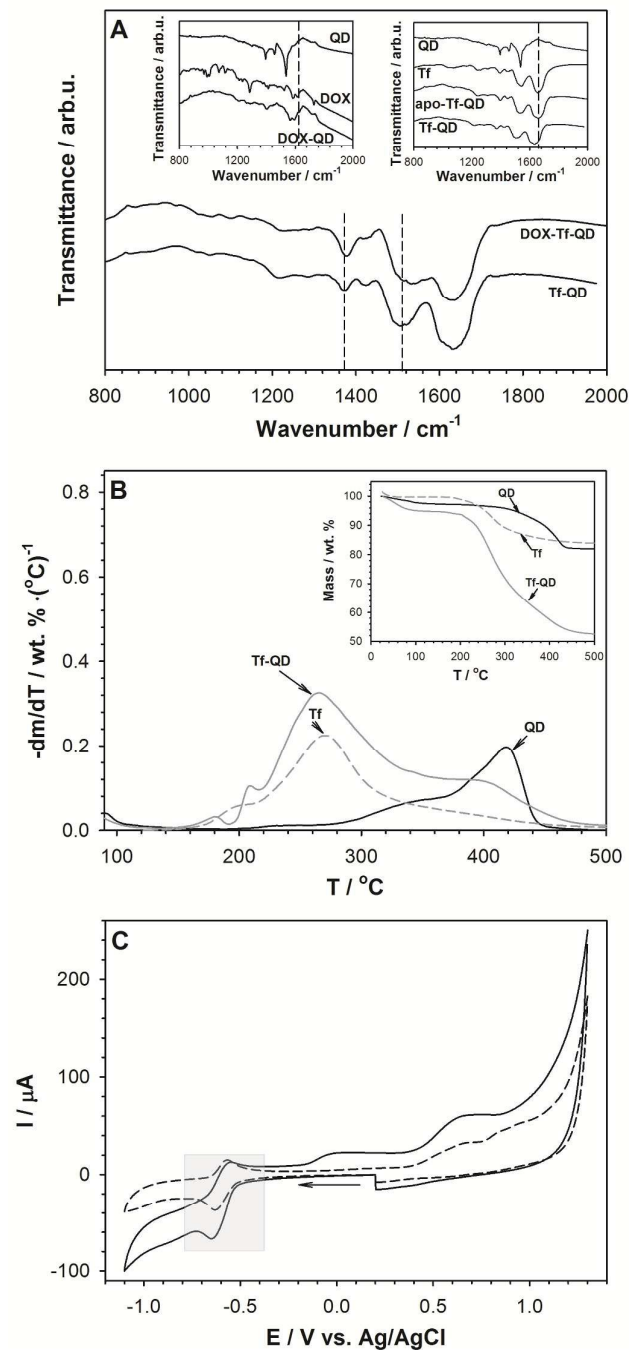 A
Transmittance / arb.u.
QD
DOX
DOX-QD
800 1200 1600 2000
Wavenumber / cm⁻¹
Transmittance / arb.u.
QD
Tf
apo-Tf-QD
Tf-QD
800 1200 1600 2000
Wavenumber / cm⁻¹
Transmittance / arb.u.
DOX-Tf-QD
Tf-QD
800 1000 1200 1400 1600 1800 2000
Wavenumber / cm⁻¹
B
-dm/dT / wt. % ·(°C)⁻¹
0.8
0.6
0.4
0.2
0.0
Mass / wt. %
100
90
80
70
60
50
QD
Tf
Tf-QD
0 100 200 300 400 500
T / °C
Tf-QD
Tf
QD
100 200 300 400 500
T / °C
C
I / µA
200
100
0
-100
-1.0 -0.5 0.0 0.5 1.0
E / V vs. Ag/AgCl